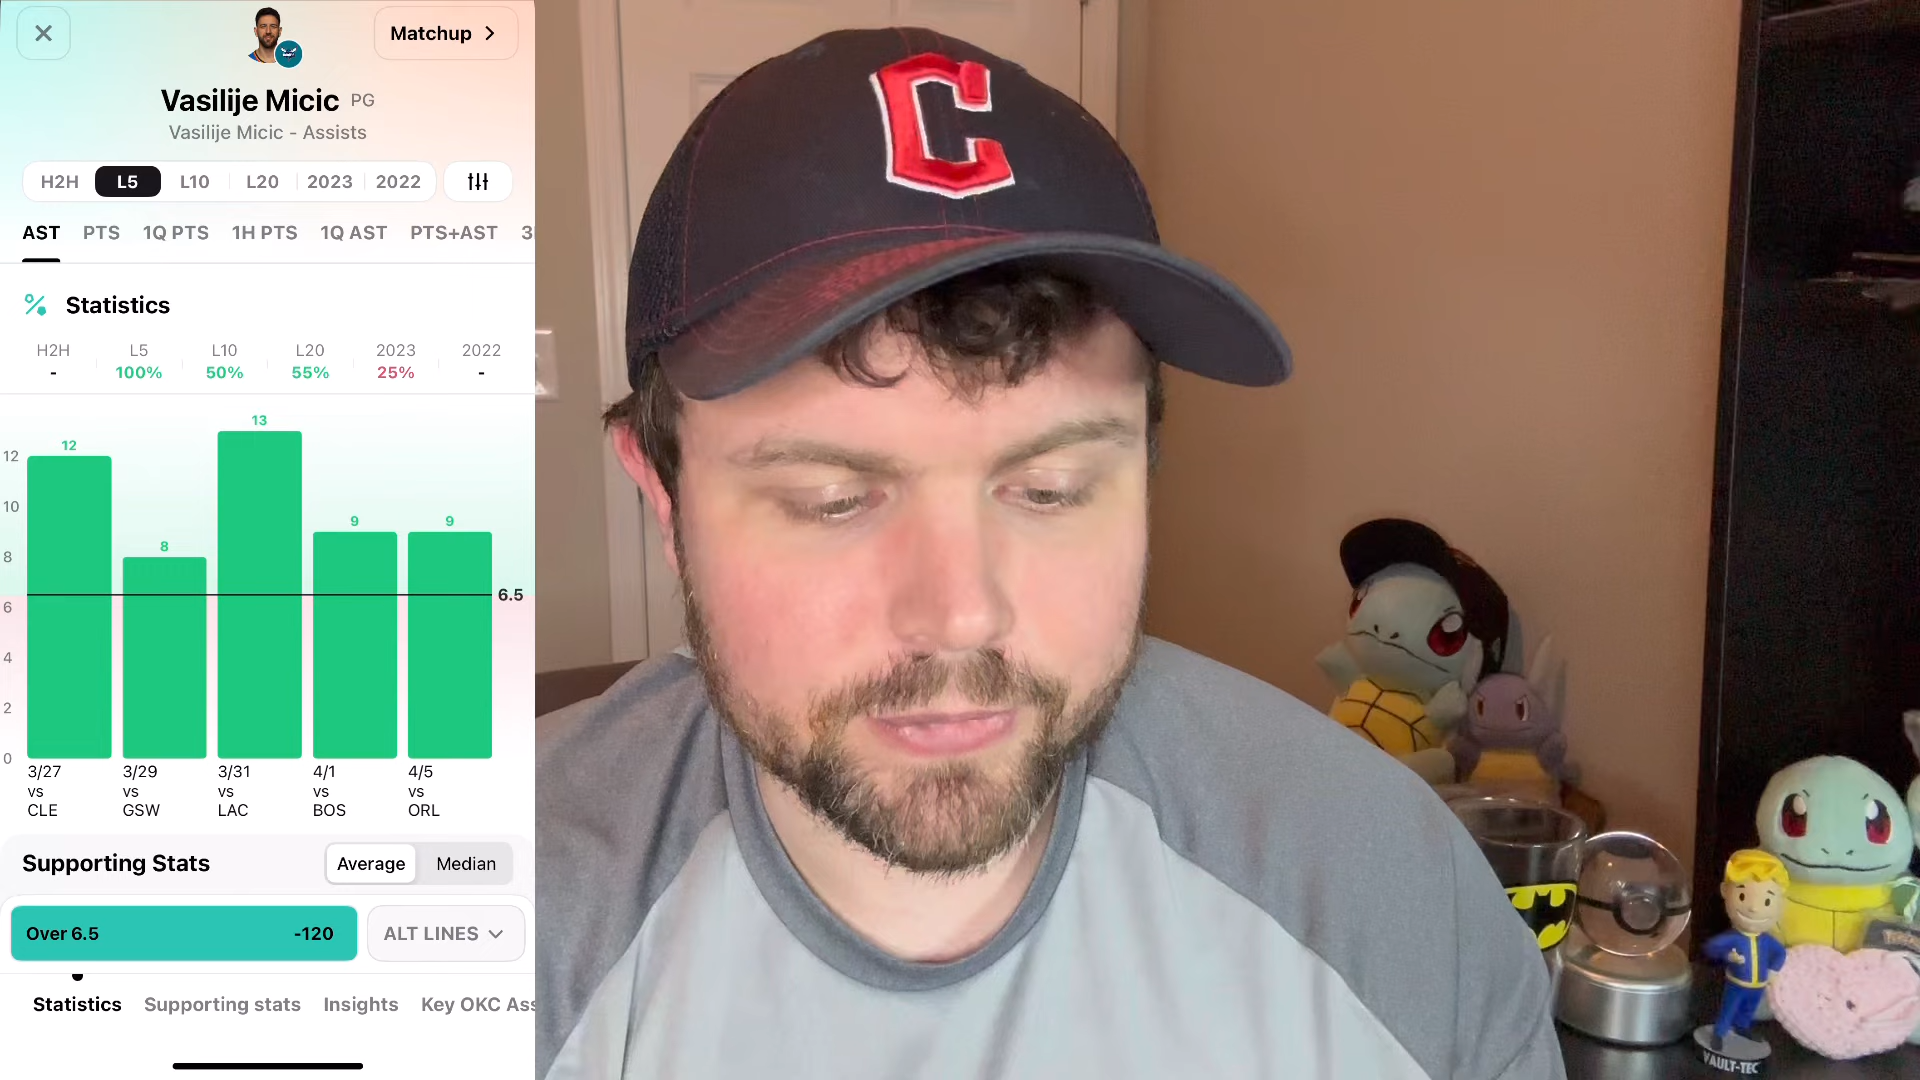 Matchup
Vasilije Micic PG
Vasilije Micic - Assists
H2H L5 L10 L20 2023 2022
AST PTS 1Q PTS 1H PTS 1Q AST PTS+AST
Statistics
H2H L5 L10 L20 2023 2022
- 100% 50% 55% 25% -
12 8 13 9 9
12
10
8
6
4
2
0
6.5
3/27 vs CLE
3/29 vs GSW
3/31 vs LAC
4/1 vs BOS
4/5 vs ORL
Supporting Stats Average Median
Over 6.5 -120 ALT LINES
Statistics Supporting stats Insights Key OKC Ass
C
VAULT-TEC